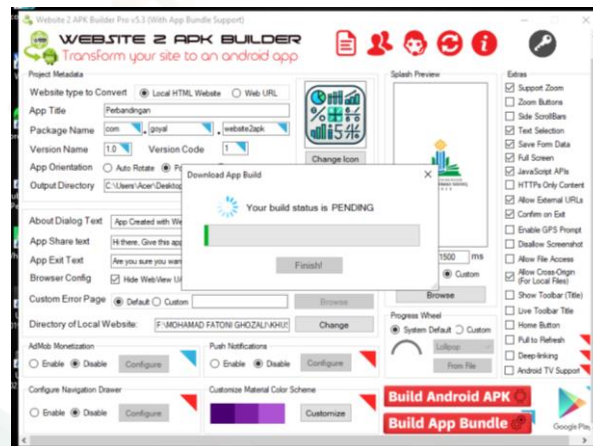 Website 2 APK Builder Pro v5.3 (With App Bundle Support)
WEBSITE 2 APK BUILDER
Transform your site to an android app
Project Metadata
Website type to Convert Local HTML Website Web URL
App Title Perbandingan
Package Name com . goyal . website2apk
Version Name 1.0 Version Code 1
App Orientation Auto Rotate
Output Directory C:\Users\Acer\Desktop
Change Icon
Splash Preview
1500 ms
Custom
Browse
Extras
Support Zoom
Zoom Buttons
Side ScrollBars
Text Selection
Save Form Data
Full Screen
JavaScript APIs
HTTPs Only Content
Allow External URLs
Confirm on Exit
Enable GPS Prompt
Disallow Screenshot
Allow File Access
Allow Cross-Origin
(For Local Files)
Show Toolbar (Title)
Live Toolbar Title
Home Button
Pull to Refresh
Deep-linking
Android TV Support
Download App Build
Your build status is PENDING
Finish!
About Dialog Text App Created with We
App Share text Hi there, Give this app
App Exit Text Are you sure you wan
Browser Config Hide WebView U
Custom Error Page Default Custom Browse
Directory of Local Website: F:\MOHAMAD FATONI GHOZALI\KHUS Change
Progress Wheel
System Default Custom
Lollipop
From File
AdMob Monetization
Enable Disable Configure
Push Notifications
Enable Disable Configure
Configure Navigation Drawer
Enable Disable Configure
Customize Material Color Scheme
Customize
Build Android APK
Build App Bundle
Google Play